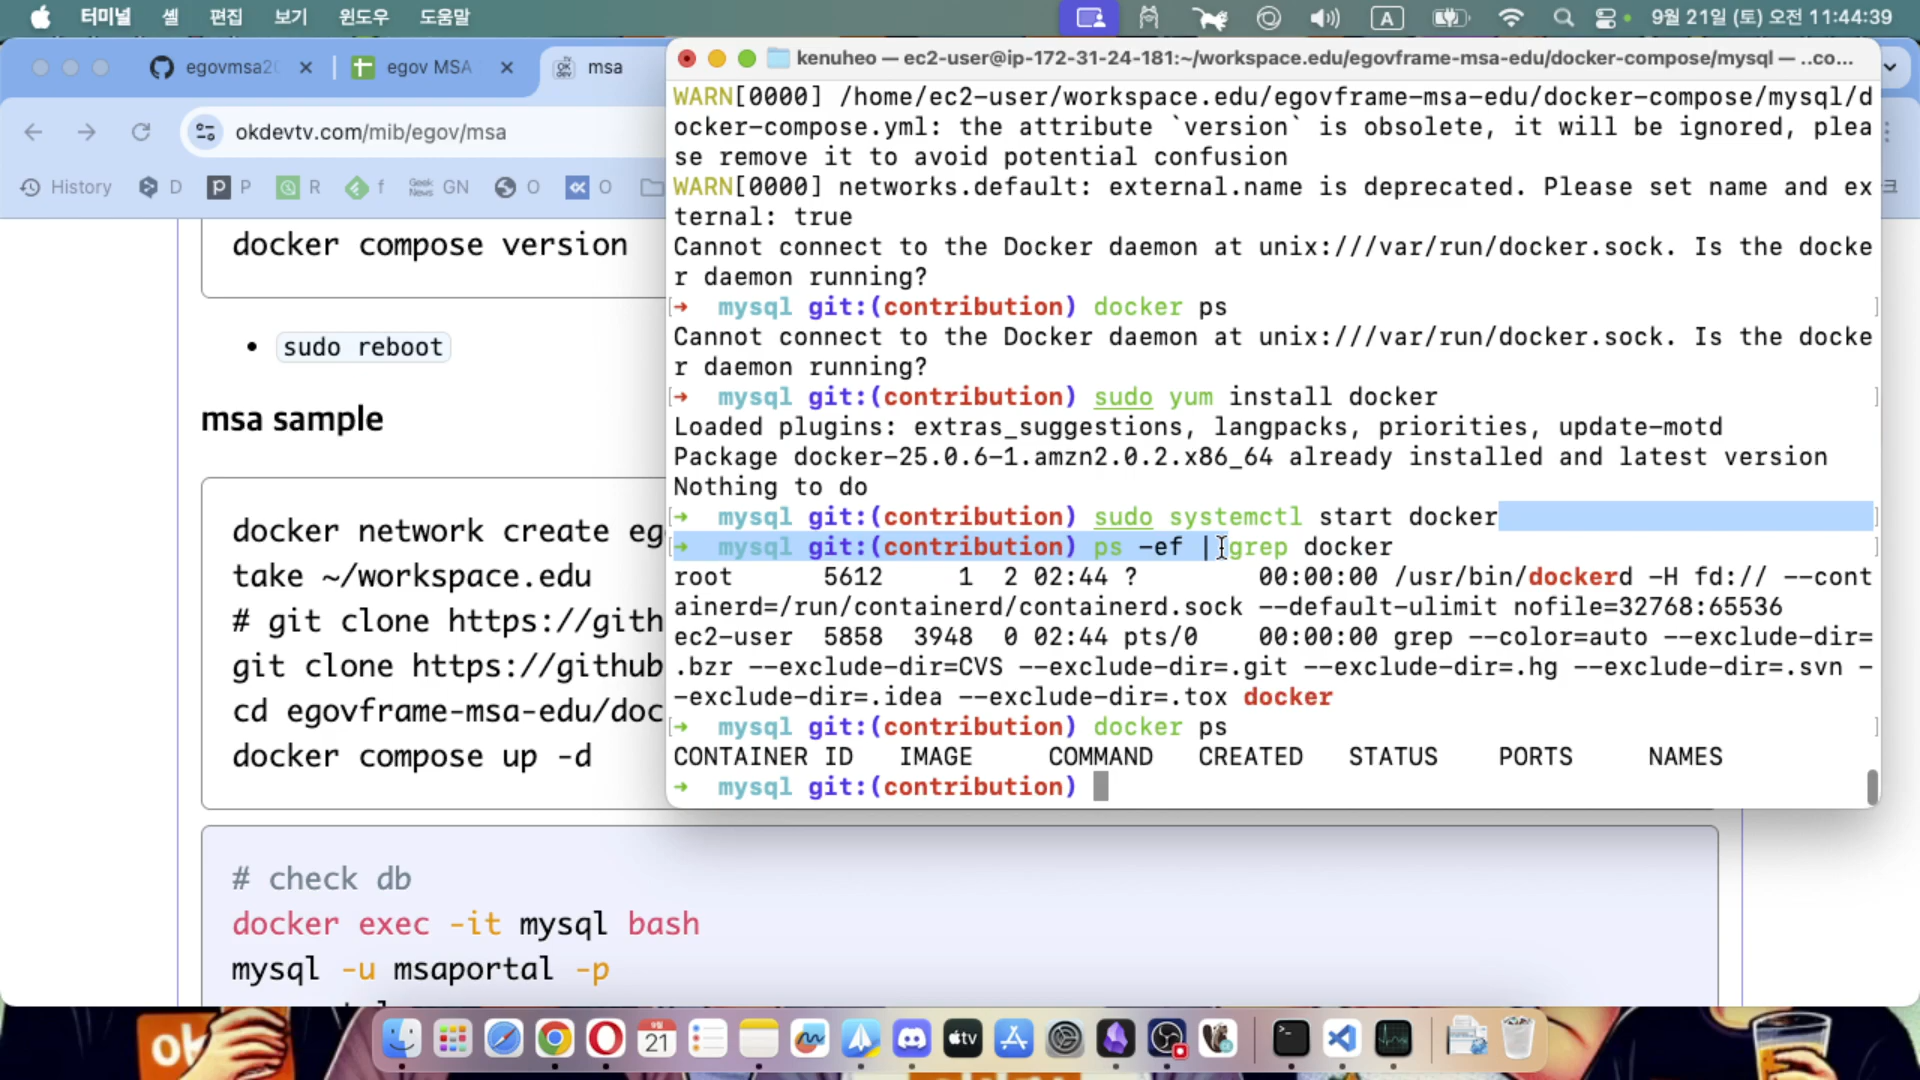 터미널 셸 편집 보기 윈도우 도움말 A 9월 21일 (토) 오전 11:44:39
egovmsa20 egov MSA msa
okdevtv.com/mib/egov/msa
History D P R f GN O O
docker compose version
sudo reboot
msa sample
docker network create eg
take ~/workspace.edu
# git clone https://gith
git clone https://github
cd egovframe-msa-edu/doc
docker compose up -d
# check db
docker exec -it mysql bash
mysql -u msaportal -p
kenuheo — ec2-user@ip-172-31-24-181:~/workspace.edu/egovframe-msa-edu/docker-compose/mysql — ..co...
WARN[0000] /home/ec2-user/workspace.edu/egovframe-msa-edu/docker-compose/mysql/d
ocker-compose.yml: the attribute `version` is obsolete, it will be ignored, plea
se remove it to avoid potential confusion
WARN[0000] networks.default: external.name is deprecated. Please set name and ex
ternal: true
Cannot connect to the Docker daemon at unix:///var/run/docker.sock. Is the docke
r daemon running?
➜  mysql git:(contribution) docker ps
Cannot connect to the Docker daemon at unix:///var/run/docker.sock. Is the docke
r daemon running?
➜  mysql git:(contribution) sudo yum install docker
Loaded plugins: extras_suggestions, langpacks, priorities, update-motd
Package docker-25.0.6-1.amzn2.0.2.x86_64 already installed and latest version
Nothing to do
➜  mysql git:(contribution) sudo systemctl start docker
➜  mysql git:(contribution) ps -ef | grep docker
root      5612     1  2 02:44 ?        00:00:00 /usr/bin/dockerd -H fd:// --cont
ainerd=/run/containerd/containerd.sock --default-ulimit nofile=32768:65536
ec2-user  5858  3948  0 02:44 pts/0    00:00:00 grep --color=auto --exclude-dir=
.bzr --exclude-dir=CVS --exclude-dir=.git --exclude-dir=.hg --exclude-dir=.svn -
-exclude-dir=.idea --exclude-dir=.tox docker
➜  mysql git:(contribution) docker ps
CONTAINER ID   IMAGE     COMMAND   CREATED   STATUS    PORTS     NAMES
➜  mysql git:(contribution)
ok
9월
21
tv